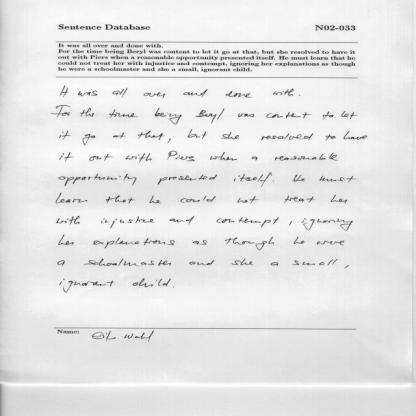 Sentence Database N02-033
It was all over and done with.
For the time being Beryl was content to let it go at that, but she resolved to have it
out with Piers when a reasonable opportunity presented itself. He must learn that he
could not treat her with injustice and contempt, ignoring her explanations as though
he were a schoolmaster and she a small, ignorant child.
It was all over and done with.
For the time being Beryl was content to let
it go at that, but she resolved to have
it out with Piers when a reasonable
opportunity presented itself. He must
learn that he could not treat her
with injustice and contempt, ignoring
her explanations as though he were
a schoolmaster and she a small,
ignorant child.
Name: